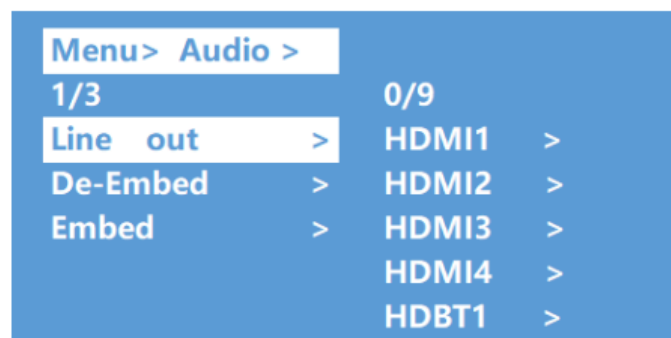 Menu> Audio >
1/3 0/9
Line out > HDMI1 >
De-Embed > HDMI2 >
Embed > HDMI3 >
HDMI4 >
HDBT1 >